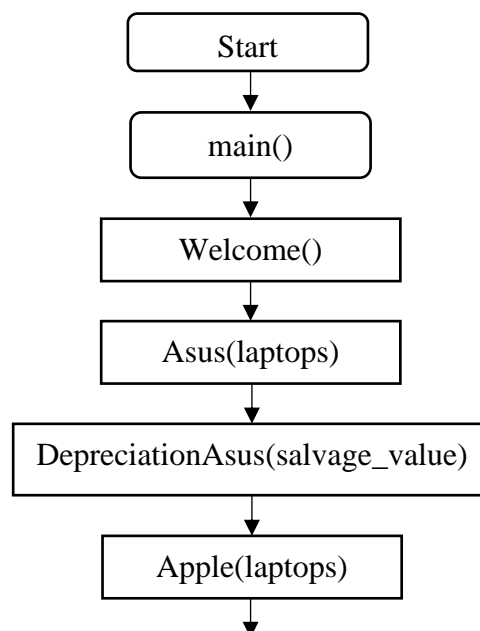 Start
main()
Welcome()
Asus(laptops)
DepreciationAsus(salvage_value)
Apple(laptops)